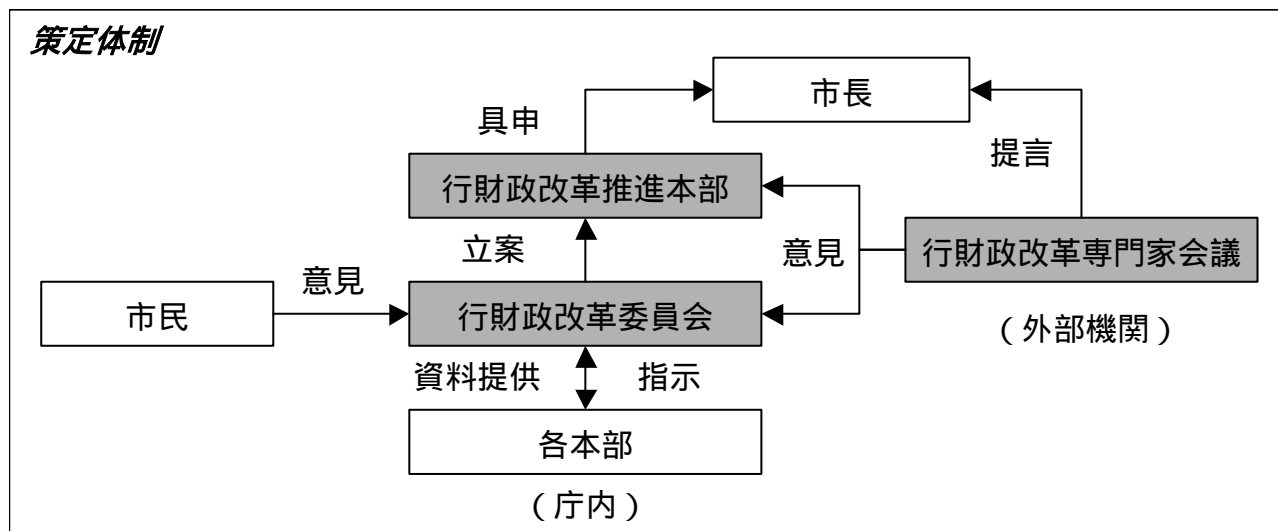 策定体制
市長
具申
提言
行財政改革推進本部
立案
意見
行財政改革専門家会議
意見
市民
行財政改革委員会
（外部機関）
資料提供
指示
各本部
（庁内）